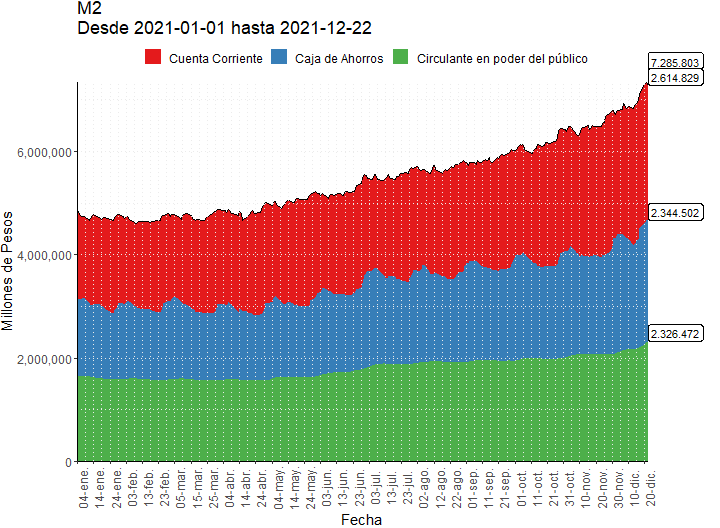 M2
Desde 2021-01-01 hasta 2021-12-22
Cuenta Corriente Caja de Ahorros Circulante en poder del público
7.285.803
2.614.829
6,000,000
2.344.502
4,000,000
2.326.472
2,000,000
0
Millones de Pesos
04-ene.
14-ene.
24-ene.
03-feb.
13-feb.
23-feb.
05-mar.
15-mar.
25-mar.
04-abr.
14-abr.
24-abr.
04-may.
14-may.
24-may.
03-jun.
13-jun.
23-jun.
03-jul.
13-jul.
23-jul.
02-ago.
12-ago.
22-ago.
01-sep.
11-sep.
21-sep.
01-oct.
11-oct.
21-oct.
31-oct.
10-nov.
20-nov.
30-nov.
10-dic.
20-dic.
Fecha